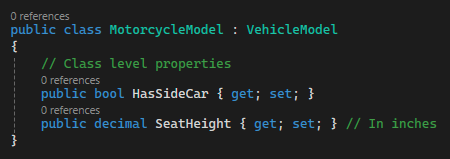 0 references
public class MotorcycleModel : VehicleModel
{
// Class level properties
0 references
public bool HasSideCar { get; set; }
0 references
public decimal SeatHeight { get; set; } // In inches
}